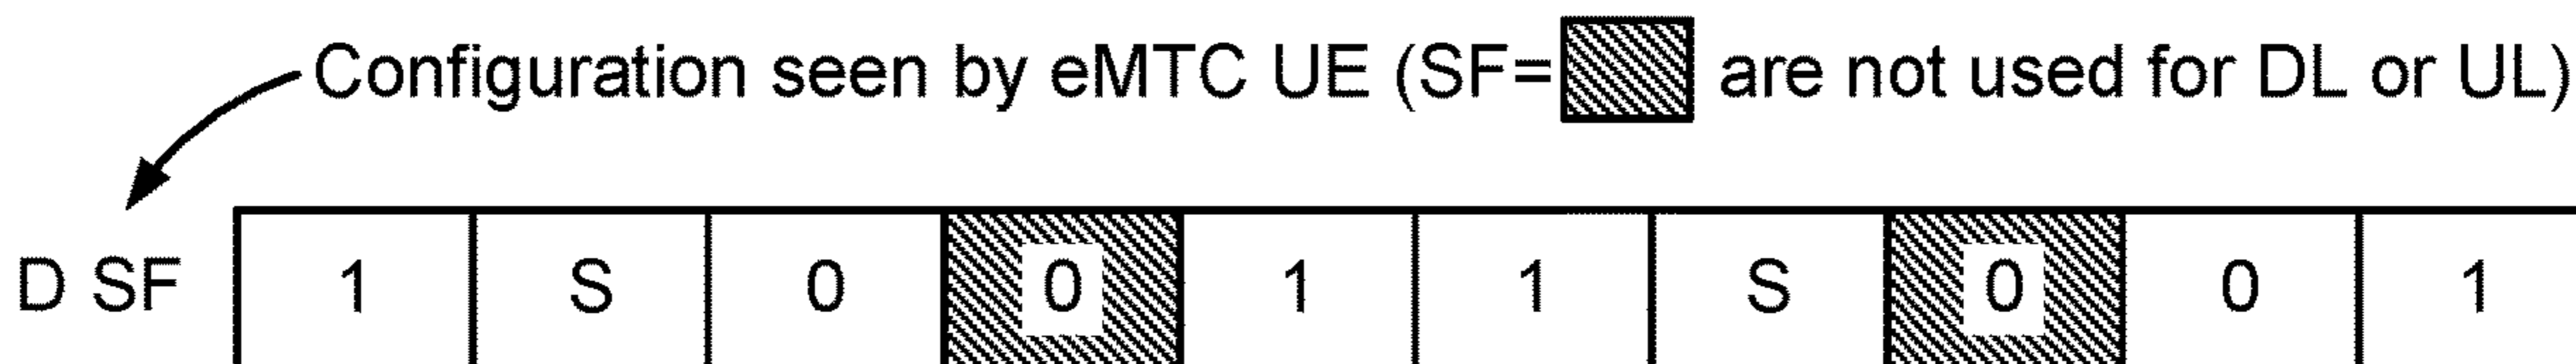 Configuration seen by eMTC UE (SF= are not used for DL or UL)
D SF 1 S 0 0 1 1 S 0 0 1